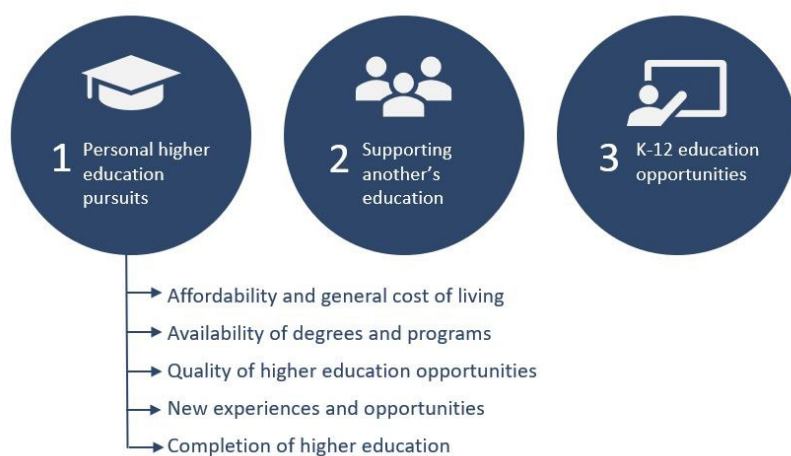 1 Personal higher
education
pursuits
2 Supporting
another's
education
3 K-12 education
opportunities
Affordability and general cost of living
Availability of degrees and programs
Quality of higher education opportunities
New experiences and opportunities
Completion of higher education